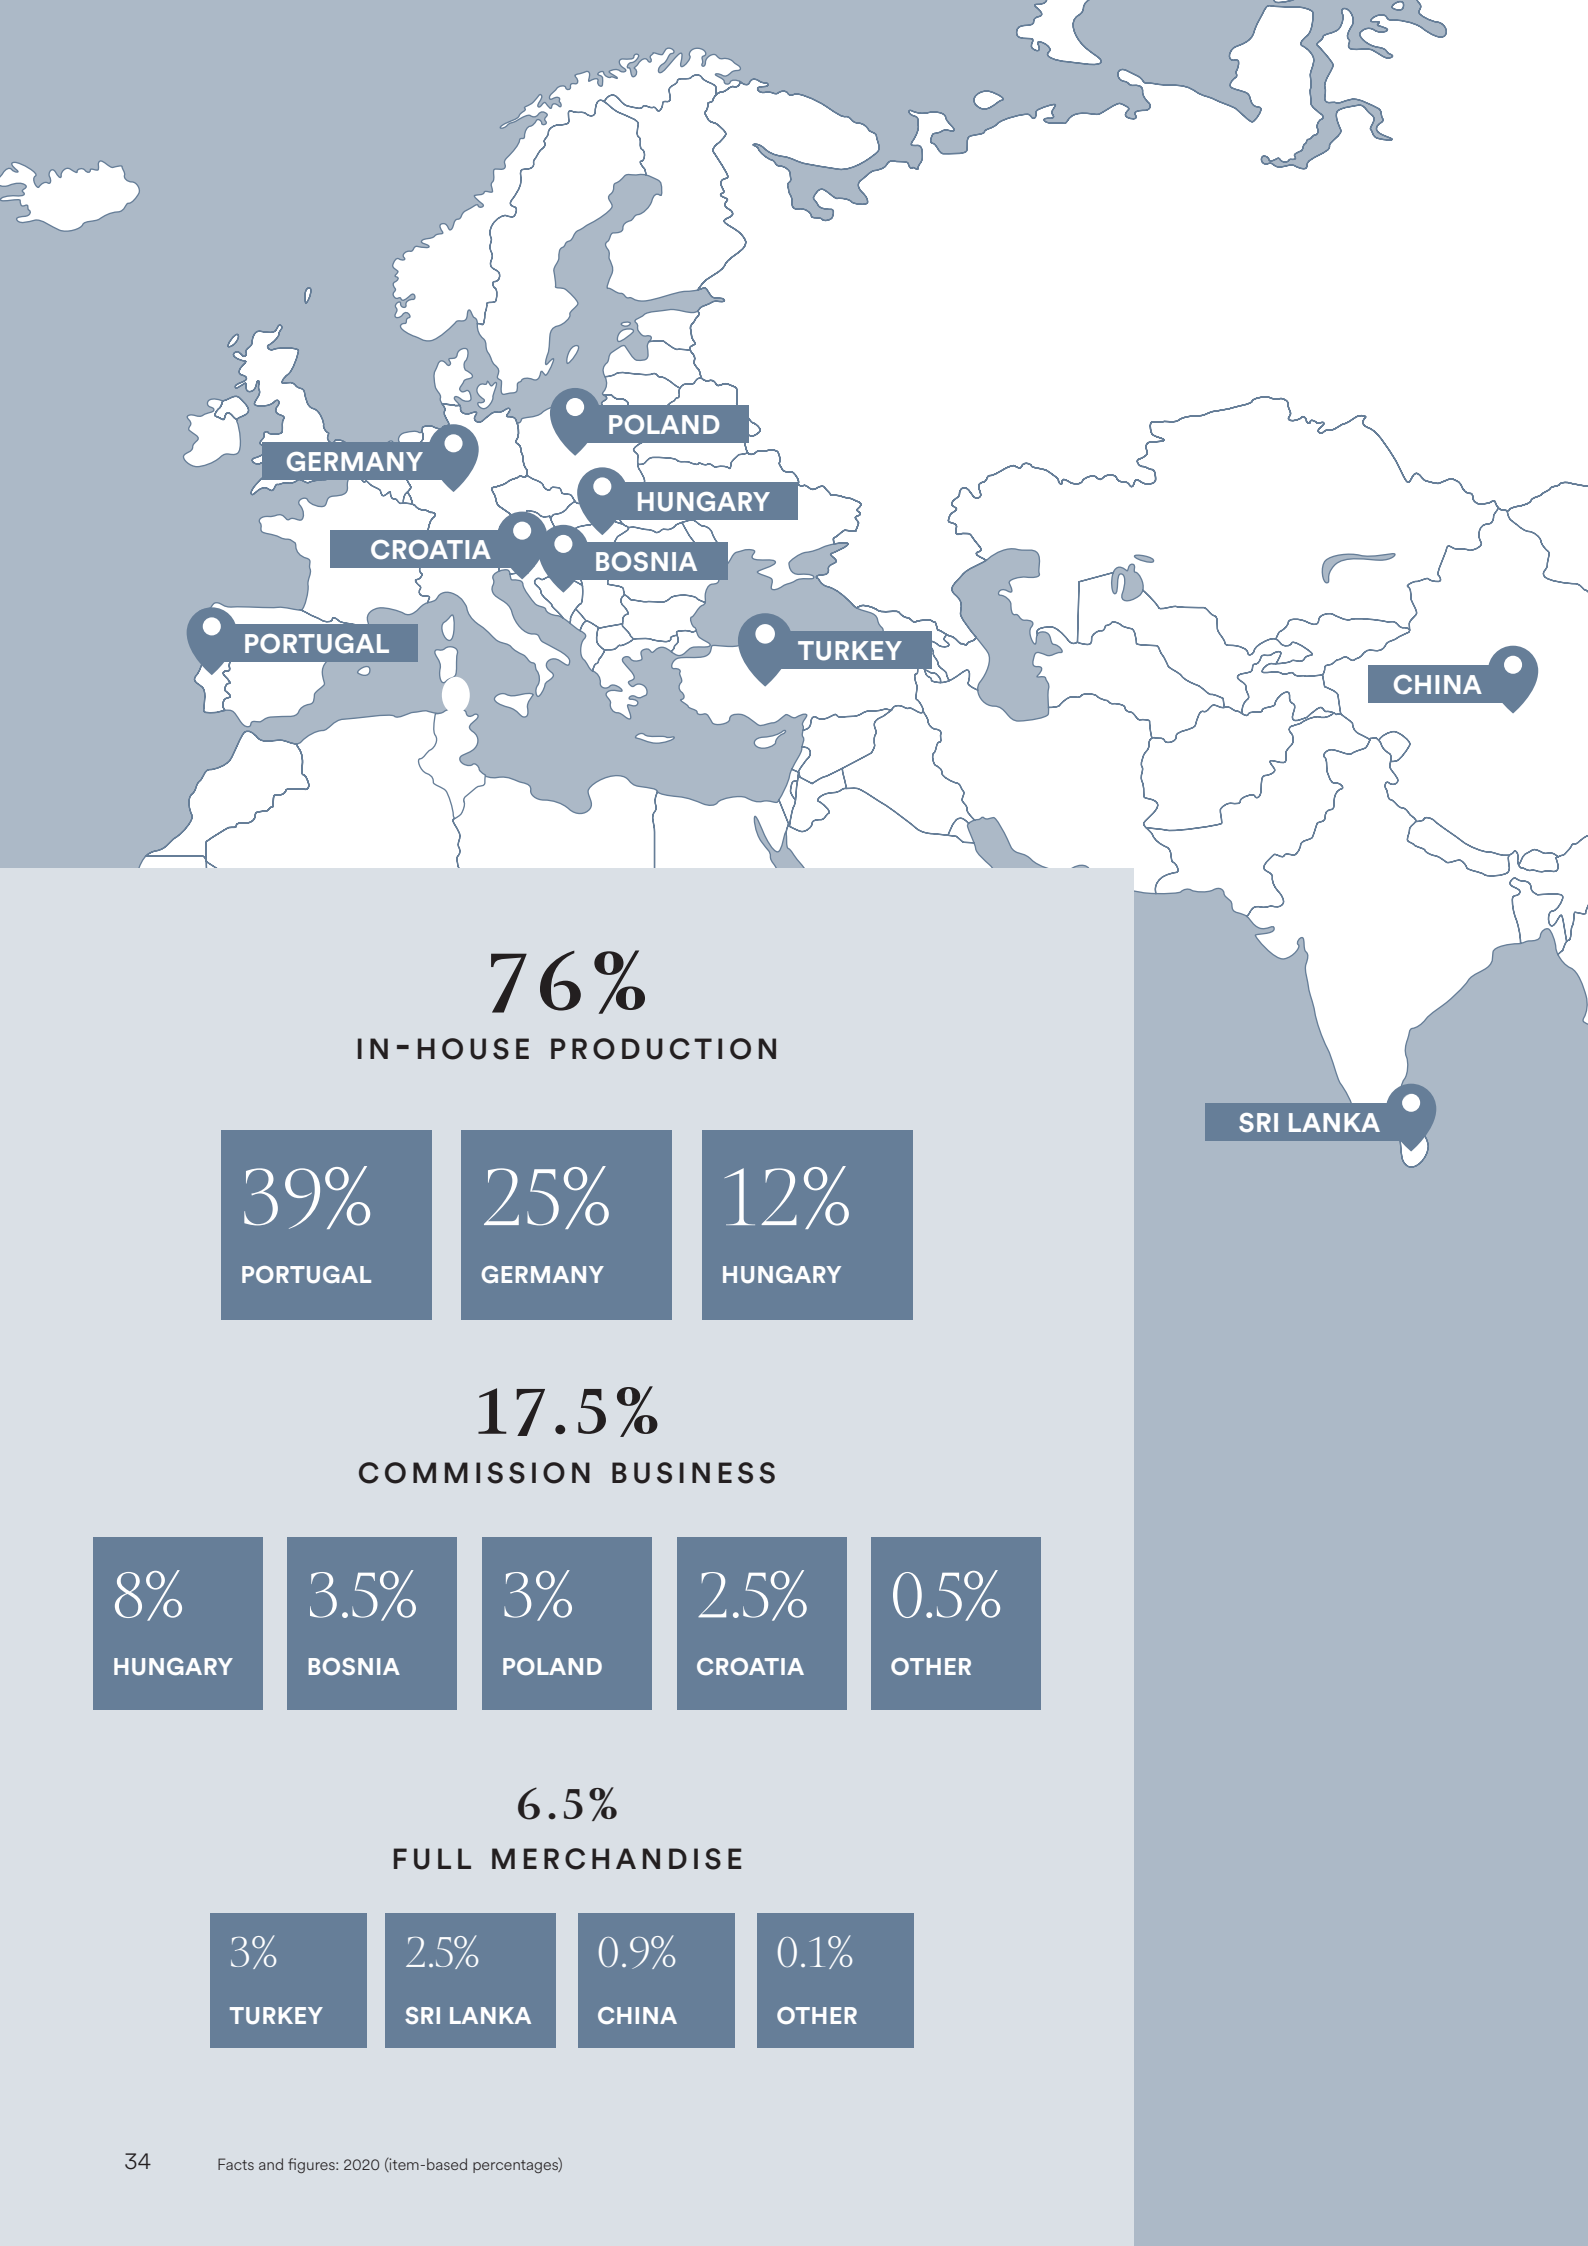 POLAND
GERMANY
HUNGARY
CROATIA
BOSNIA
PORTUGAL
TURKEY
CHINA
SRI LANKA
76%
IN-HOUSE PRODUCTION
39%
PORTUGAL
25%
GERMANY
12%
HUNGARY
17.5%
COMMISSION BUSINESS
8%
HUNGARY
3.5%
BOSNIA
3%
POLAND
2.5%
CROATIA
0.5%
OTHER
6.5%
FULL MERCHANDISE
3%
TURKEY
2.5%
SRI LANKA
0.9%
CHINA
0.1%
OTHER
34
Facts and figures: 2020 (item-based percentages)